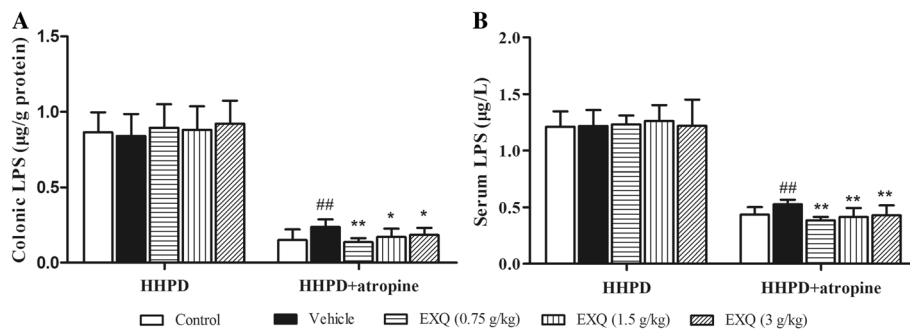 A
Colonic LPS (μg/g protein)
1.5
1.0
0.5
0.0
##
**
*
*
HHPD
HHPD+atropine
B
Serum LPS (μg/L)
2.0
1.5
1.0
0.5
0.0
##
**
**
**
HHPD
HHPD+atropine
Control
Vehicle
EXQ (0.75 g/kg)
EXQ (1.5 g/kg)
EXQ (3 g/kg)